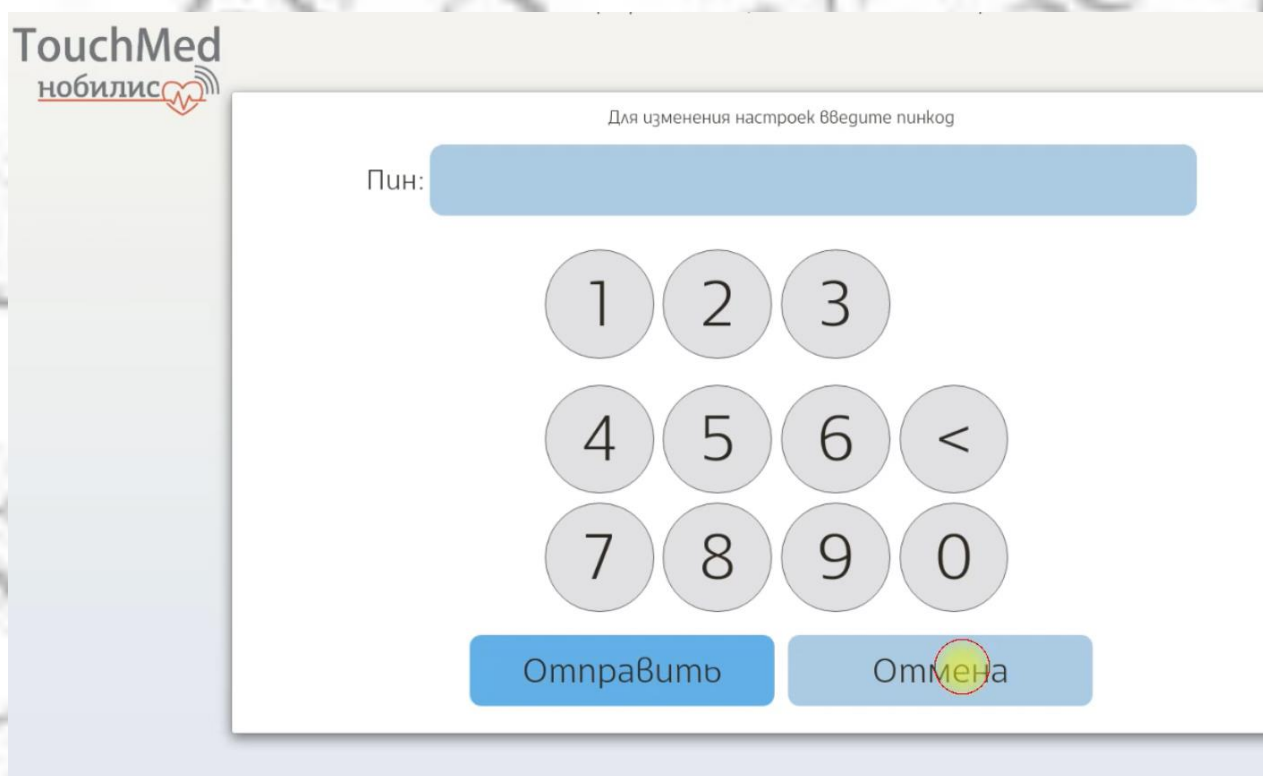 TouchMed
нобилис
Для изменения настроек введите пинкод
Пин:
1 2 3
4 5 6 <
7 8 9 0
Отправить Отмена